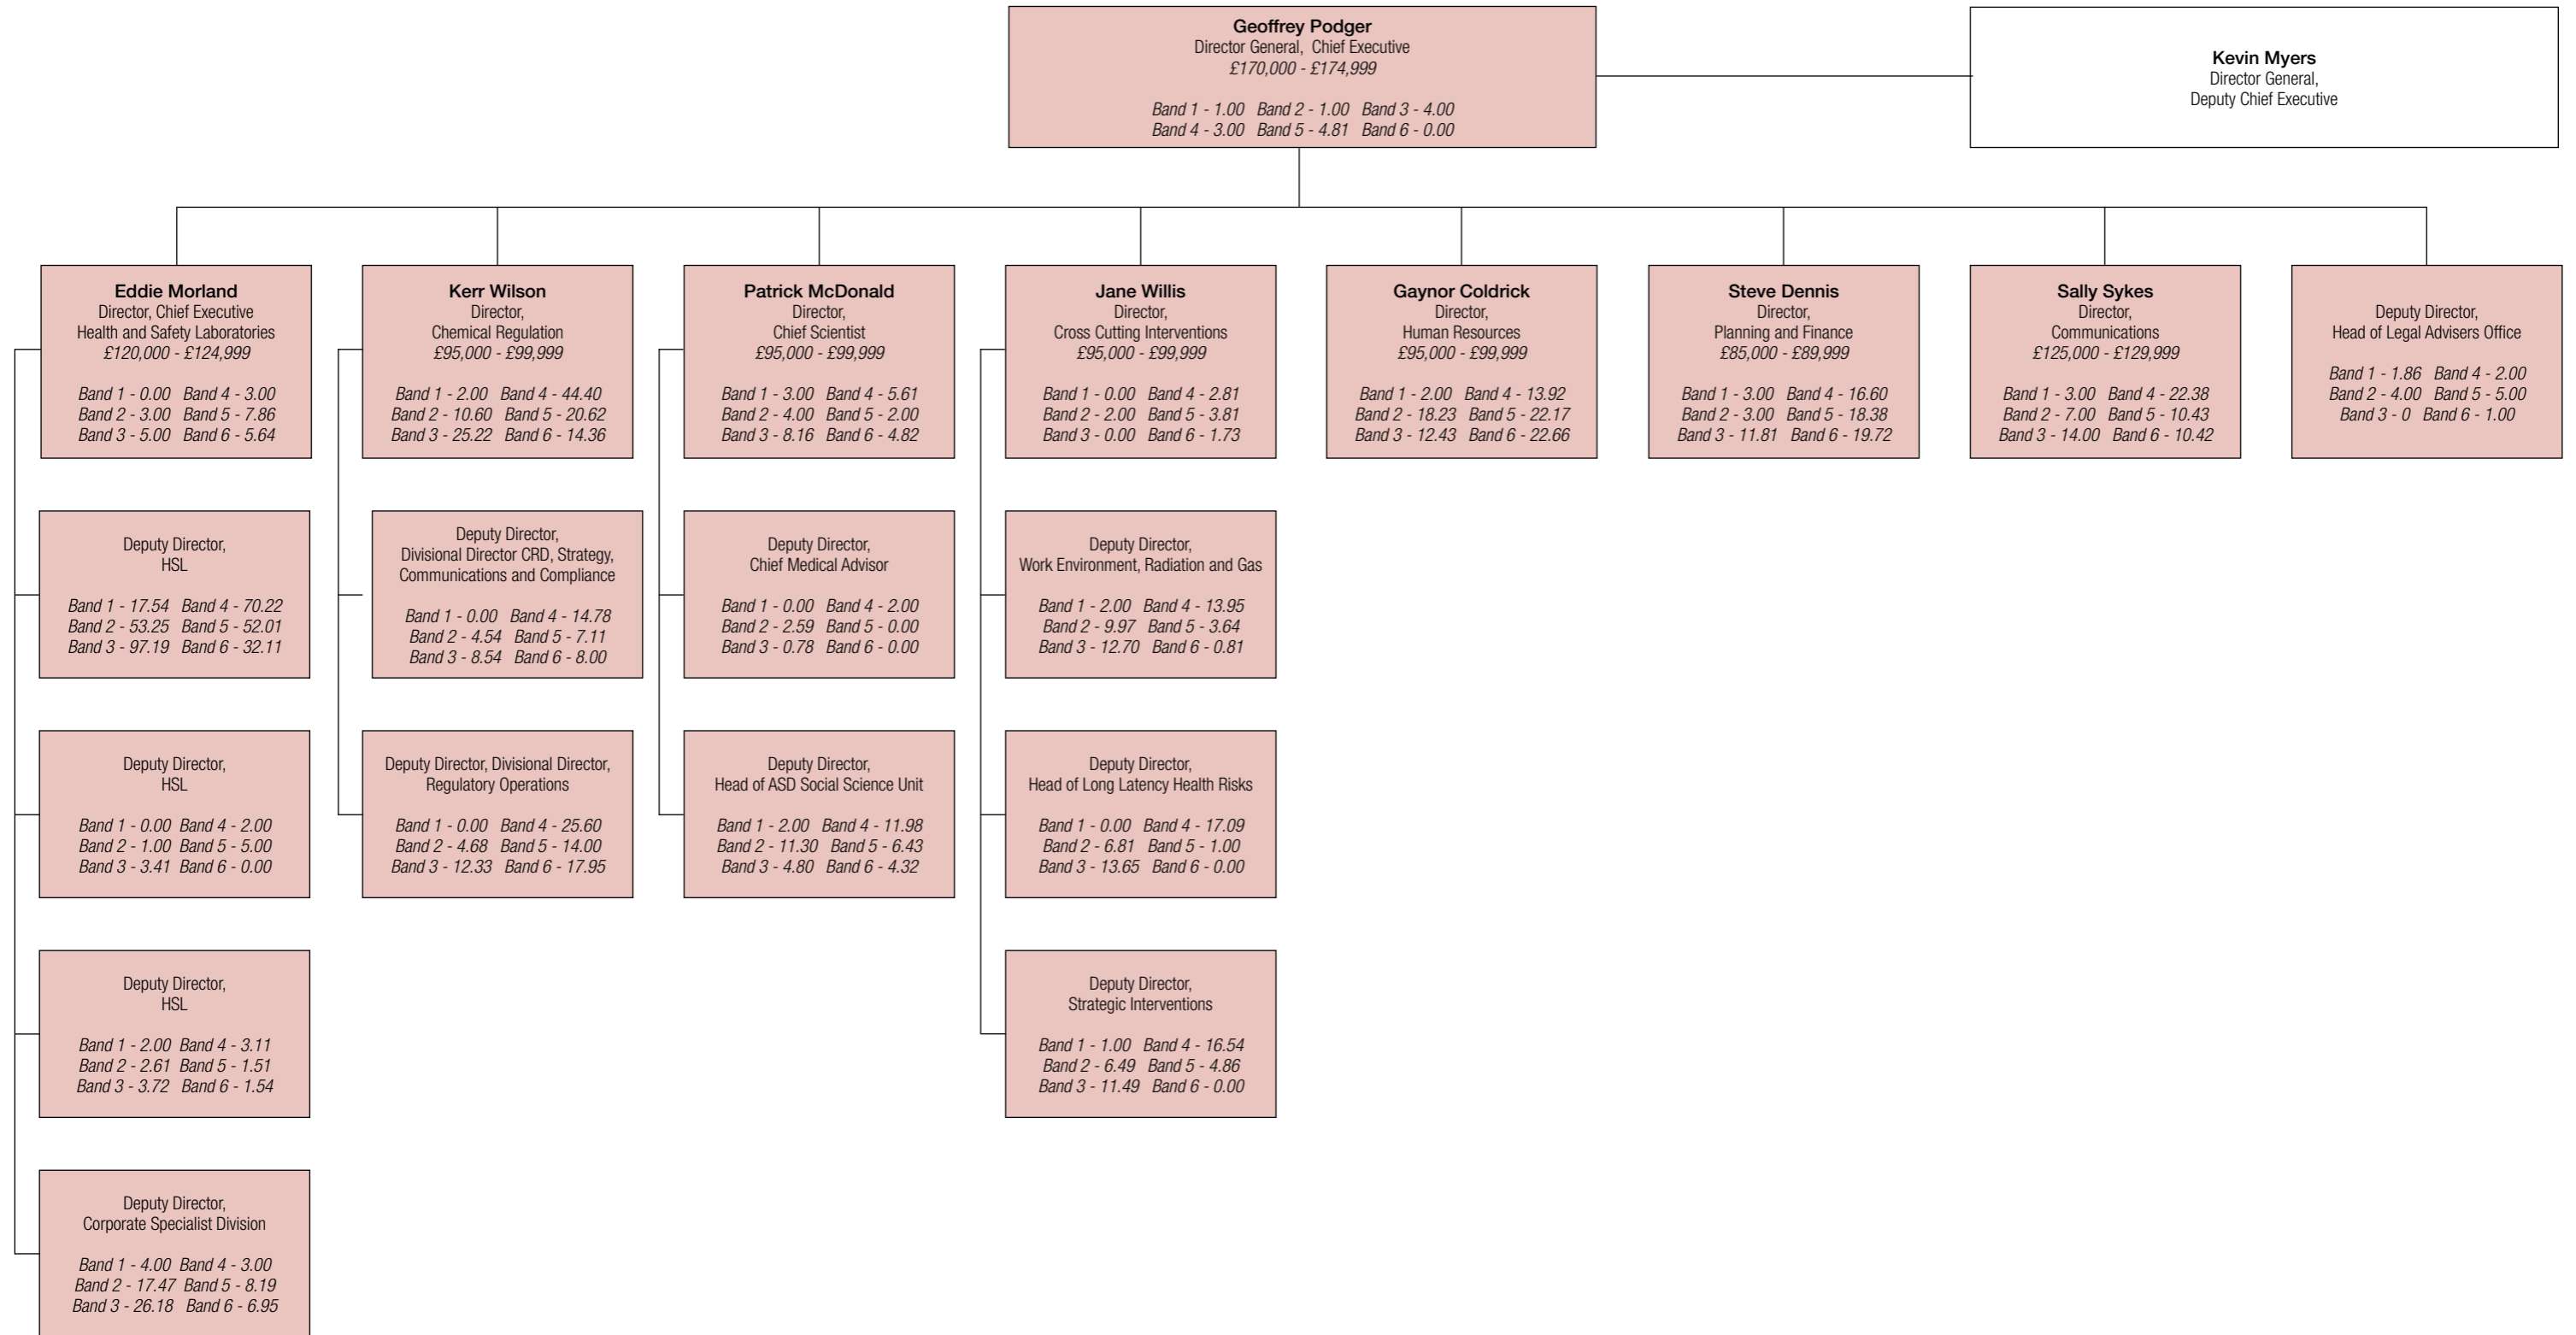 Geoffrey Podger
Director General, Chief Executive
£170,000 - £174,999
Band 1 - 1.00 Band 2 - 1.00 Band 3 - 4.00
Band 4 - 3.00 Band 5 - 4.81 Band 6 - 0.00
Kevin Myers
Director General,
Deputy Chief Executive
Eddie Morland
Director, Chief Executive
Health and Safety Laboratories
£120,000 - £124,999
Band 1 - 0.00 Band 4 - 3.00
Band 2 - 3.00 Band 5 - 7.86
Band 3 - 5.00 Band 6 - 5.64
Kerr Wilson
Director,
Chemical Regulation
£95,000 - £99,999
Band 1 - 2.00 Band 4 - 44.40
Band 2 - 10.60 Band 5 - 20.62
Band 3 - 25.22 Band 6 - 14.36
Patrick McDonald
Director,
Chief Scientist
£95,000 - £99,999
Band 1 - 3.00 Band 4 - 5.61
Band 2 - 4.00 Band 5 - 2.00
Band 3 - 8.16 Band 6 - 4.82
Jane Willis
Director,
Cross Cutting Interventions
£95,000 - £99,999
Band 1 - 0.00 Band 4 - 2.81
Band 2 - 2.00 Band 5 - 3.81
Band 3 - 0.00 Band 6 - 1.73
Gaynor Coldrick
Director,
Human Resources
£95,000 - £99,999
Band 1 - 2.00 Band 4 - 13.92
Band 2 - 18.23 Band 5 - 22.17
Band 3 - 12.43 Band 6 - 22.66
Steve Dennis
Director,
Planning and Finance
£85,000 - £89,999
Band 1 - 3.00 Band 4 - 16.60
Band 2 - 3.00 Band 5 - 18.38
Band 3 - 11.81 Band 6 - 19.72
Sally Sykes
Director,
Communications
£125,000 - £129,999
Band 1 - 3.00 Band 4 - 22.38
Band 2 - 7.00 Band 5 - 10.43
Band 3 - 14.00 Band 6 - 10.42
Deputy Director,
Head of Legal Advisers Office
Band 1 - 1.86 Band 4 - 2.00
Band 2 - 4.00 Band 5 - 5.00
Band 3 - 0 Band 6 - 1.00
Deputy Director,
HSL
Band 1 - 17.54 Band 4 - 70.22
Band 2 - 53.25 Band 5 - 52.01
Band 3 - 97.19 Band 6 - 32.11
Deputy Director,
Divisional Director CRD, Strategy,
Communications and Compliance
Band 1 - 0.00 Band 4 - 14.78
Band 2 - 4.54 Band 5 - 7.11
Band 3 - 8.54 Band 6 - 8.00
Deputy Director,
Chief Medical Advisor
Band 1 - 0.00 Band 4 - 2.00
Band 2 - 2.59 Band 5 - 0.00
Band 3 - 0.78 Band 6 - 0.00
Deputy Director,
Work Environment, Radiation and Gas
Band 1 - 2.00 Band 4 - 13.95
Band 2 - 9.97 Band 5 - 3.64
Band 3 - 12.70 Band 6 - 0.81
Deputy Director,
HSL
Band 1 - 0.00 Band 4 - 2.00
Band 2 - 1.00 Band 5 - 5.00
Band 3 - 3.41 Band 6 - 0.00
Deputy Director, Divisional Director,
Regulatory Operations
Band 1 - 0.00 Band 4 - 25.60
Band 2 - 4.68 Band 5 - 14.00
Band 3 - 12.33 Band 6 - 17.95
Deputy Director,
Head of ASD Social Science Unit
Band 1 - 2.00 Band 4 - 11.98
Band 2 - 11.30 Band 5 - 6.43
Band 3 - 4.80 Band 6 - 4.32
Deputy Director,
Head of Long Latency Health Risks
Band 1 - 0.00 Band 4 - 17.09
Band 2 - 6.81 Band 5 - 1.00
Band 3 - 13.65 Band 6 - 0.00
Deputy Director,
HSL
Band 1 - 2.00 Band 4 - 3.11
Band 2 - 2.61 Band 5 - 1.51
Band 3 - 3.72 Band 6 - 1.54
Deputy Director,
Strategic Interventions
Band 1 - 1.00 Band 4 - 16.54
Band 2 - 6.49 Band 5 - 4.86
Band 3 - 11.49 Band 6 - 0.00
Deputy Director,
Corporate Specialist Division
Band 1 - 4.00 Band 4 - 3.00
Band 2 - 17.47 Band 5 - 8.19
Band 3 - 26.18 Band 6 - 6.95